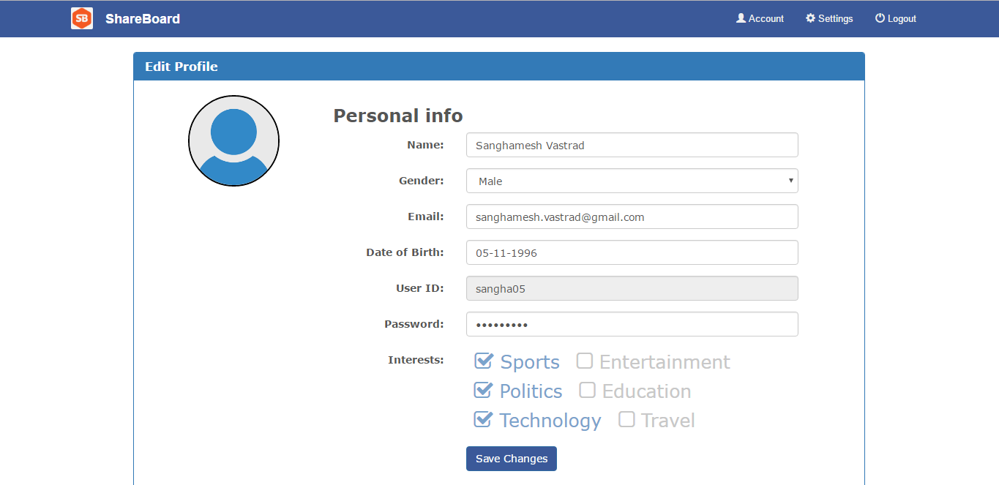 SB ShareBoard Account Settings Logout
Edit Profile
Personal info
Name: Sanghamesh Vastrad
Gender: Male
Email: sanghamesh.vastrad@gmail.com
Date of Birth: 05-11-1996
User ID: sangha05
Password: •••••••••
Interests: Sports Entertainment
Politics Education
Technology Travel
Save Changes